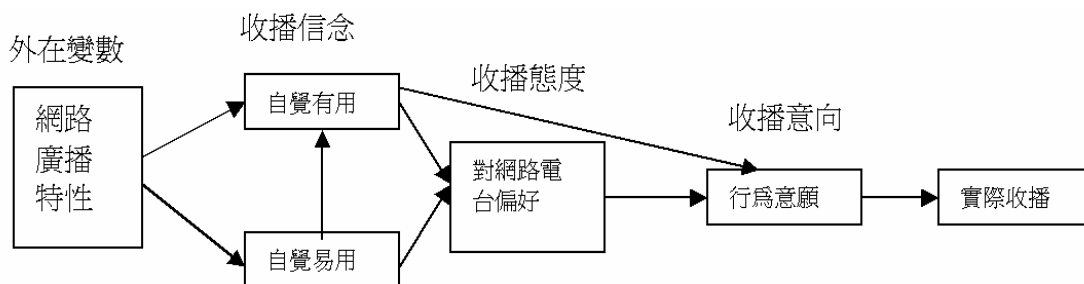 外在變數
網路
廣播
特性
收播信念
自覺有用
自覺易用
收播態度
對網路電
台偏好
收播意向
行為意願
實際收播